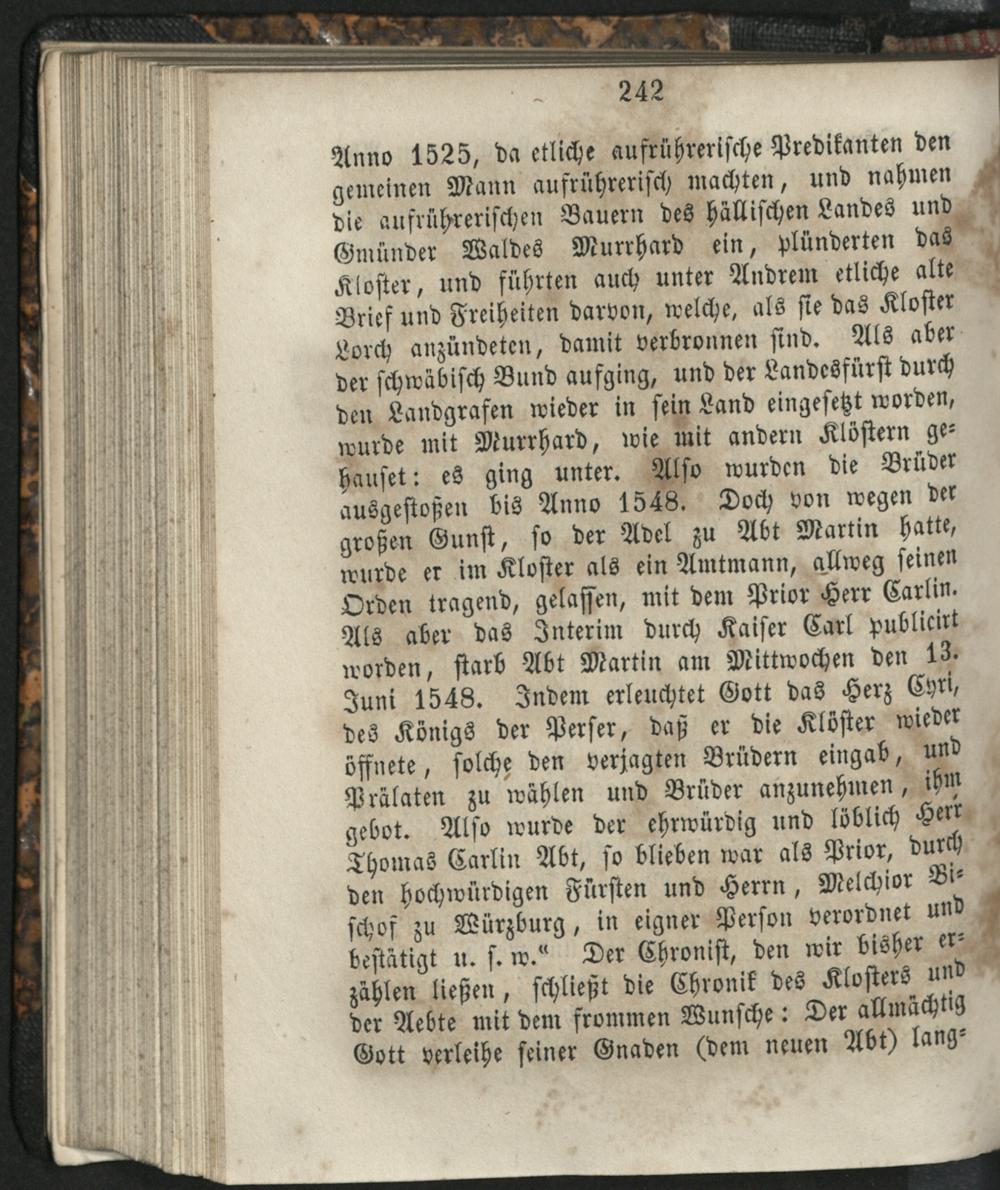 242
Anno 1525, da etliche aufrührerische Predikanten den
gemeinen Mann aufrührerisch machten, und nahmen
die aufrührerischen Bauern des hällischen Landes und
Gmünder Waldes Murrhard ein, plünderten das
Kloster, und führten auch unter Andrem etliche alte
Brief und Freiheiten darvon, welche, als sie das Kloster
Lorch anzündeten, damit verbronnen sind. Als aber
der schwäbisch Bund aufging, und der Landesfürst durch
den Landgrafen wieder in sein Land eingesetzt worden,
wurde mit Murrhard, wie mit andern Klöstern ge-
hauset: es ging unter. Also wurden die Brüder
ausgestoßen bis Anno 1548. Doch von wegen der
großen Gunst, so der Adel zu Abt Martin hatte,
wurde er im Kloster als ein Amtmann, allweg seinen
Orden tragend, gelassen, mit dem Prior Herr Carlin.
Als aber das Interim durch Kaiser Carl publicirt
worden, starb Abt Martin am Mittwochen den 13.
Juni 1548. Indem erleuchtet Gott das Herz Cyri,
des Königs der Perser, daß er die Klöster wieder
öffnete, solche den verjagten Brüdern eingab, und
Prälaten zu wählen und Brüder anzunehmen, ihm
gebot. Also wurde der ehrwürdig und löblich Herr
Thomas Carlin Abt, so blieben war als Prior, durch
den hochwürdigen Fürsten und Herrn, Melchior Bi-
schof zu Würzburg, in eigner Person verordnet und
bestätigt u. s. w.“ Der Chronist, den wir bisher er-
zählen ließen, schließt die Chronik des Klosters und
der Aebte mit dem frommen Wunsche: Der allmächtig
Gott verleihe seiner Gnaden (dem neuen Abt) lang-